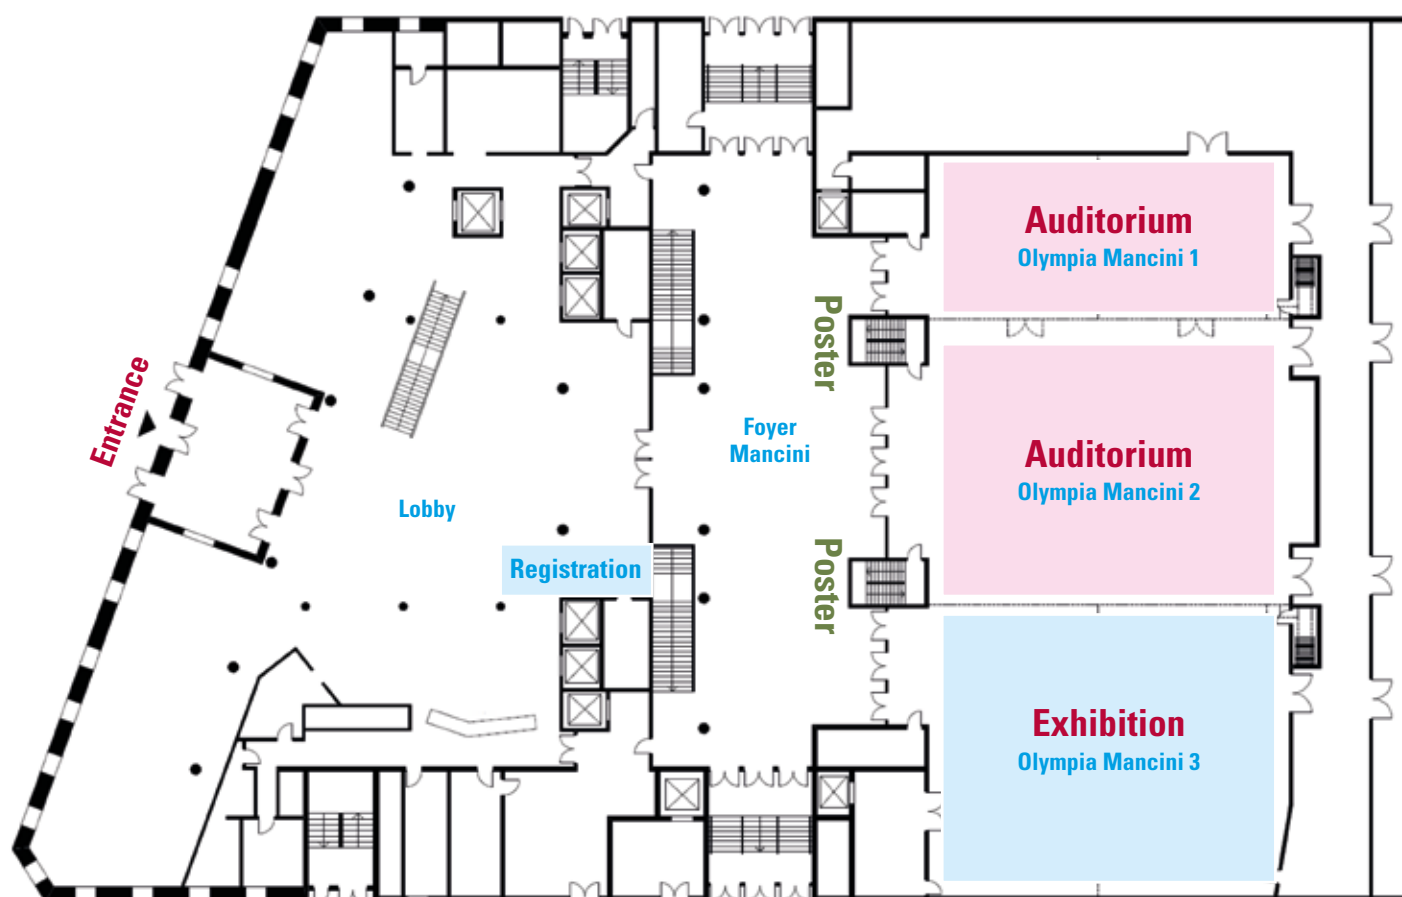 Auditorium
Olympia Mancini 1
Poster
Entrance
Foyer
Mancini
Auditorium
Olympia Mancini 2
Lobby
Registration
Poster
Exhibition
Olympia Mancini 3